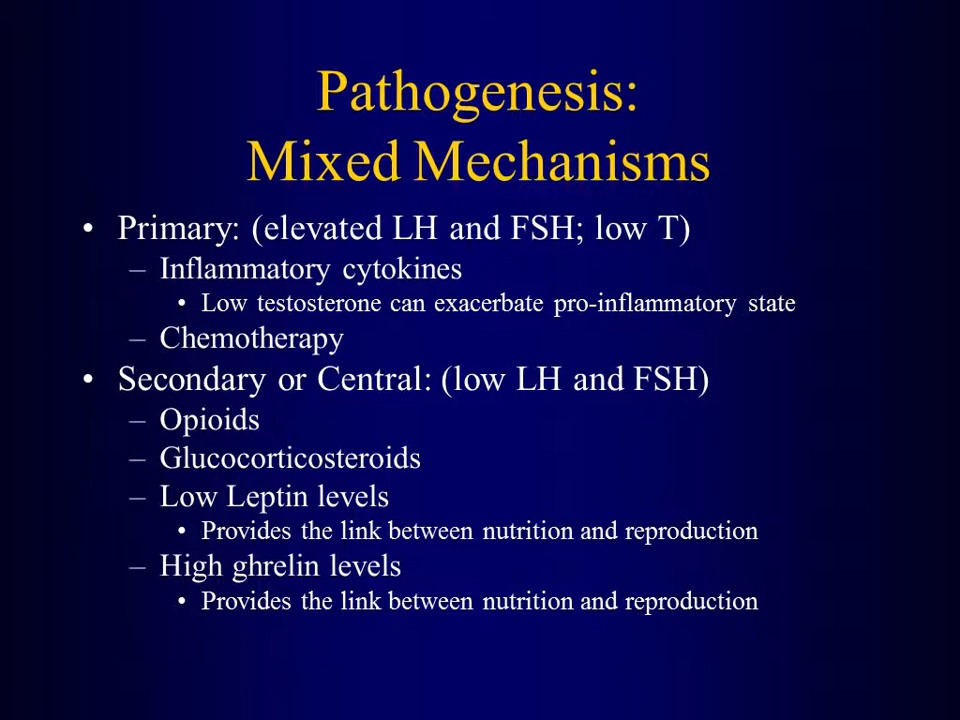 Pathogenesis:
Mixed Mechanisms
• Primary: (elevated LH and FSH; low T)
– Inflammatory cytokines
• Low testosterone can exacerbate pro-inflammatory state
– Chemotherapy
• Secondary or Central: (low LH and FSH)
– Opioids
– Glucocorticosteroids
– Low Leptin levels
• Provides the link between nutrition and reproduction
– High ghrelin levels
• Provides the link between nutrition and reproduction